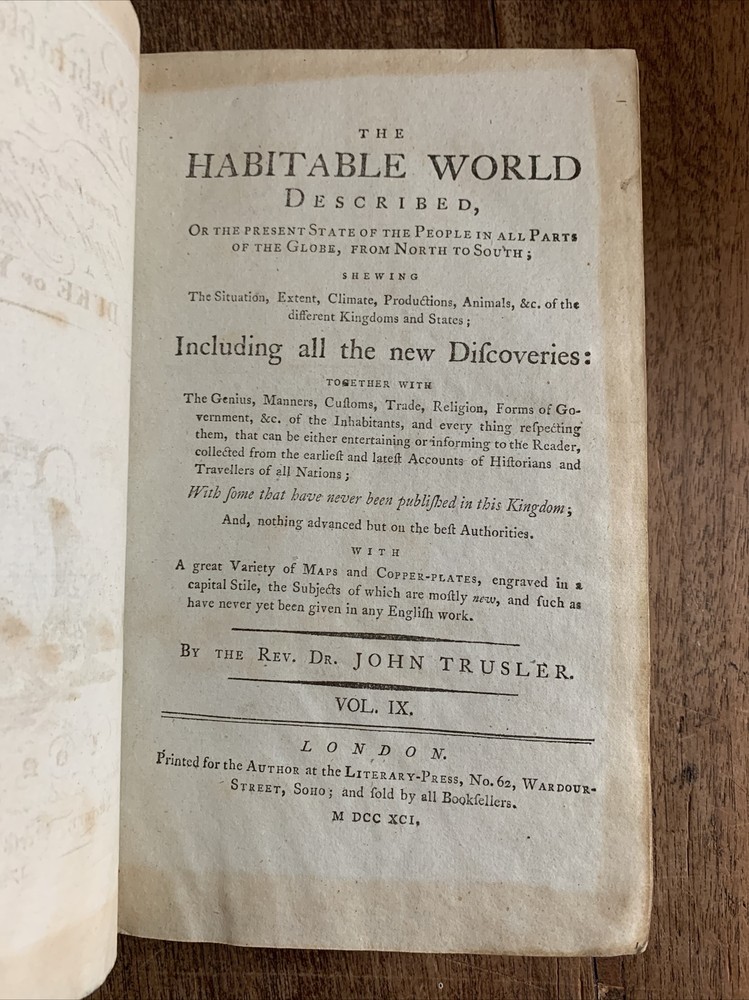 THE
HABITABLE WORLD
DESCRIBED,
OR THE PRESENT STATE OF THE PEOPLE IN ALL PARTS
OF THE GLOBE, FROM NORTH TO SOUTH;
SHEWING
The Situation, Extent, Climate, Productions, Animals, &c. of the
different Kingdoms and States;
Including all the new Diſcoveries:
TOGETHER WITH
The Genius, Manners, Cuſtoms, Trade, Religion, Forms of Go-
vernment, &c. of the Inhabitants, and every thing reſpecting
them, that can be either entertaining or informing to the Reader,
collected from the earlieſt and lateſt Accounts of Hiſtorians and
Travellers of all Nations;
With ſome that have never been publiſhed in this Kingdom;
And, nothing advanced but on the beſt Authorities.
WITH
A great Variety of MAPS and COPPER-PLATES, engraved in a
capital Stile, the Subjects of which are moſtly new, and ſuch as
have never yet been given in any Engliſh work.
BY THE REV. DR. JOHN TRUSLER.
VOL. IX.
LONDON.
Printed for the AUTHOR at the LITERARY-PRESS, No. 62, WARDOUR-
STREET, SOHO; and ſold by all Bookſellers.
M DCC XCI,